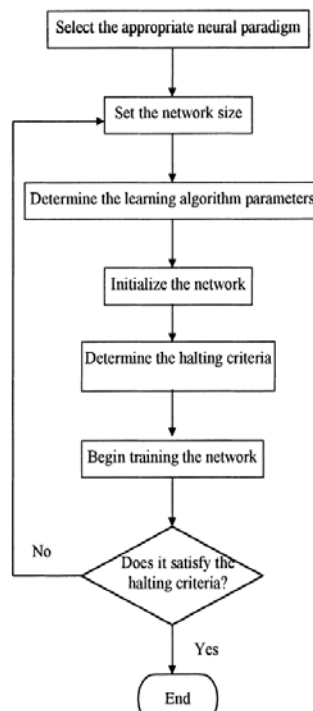 Select the appropriate neural paradigm
Set the network size
Determine the learning algorithm parameters
Initialize the network
Determine the halting criteria
Begin training the network
Does it satisfy the
halting criteria?
No
Yes
End